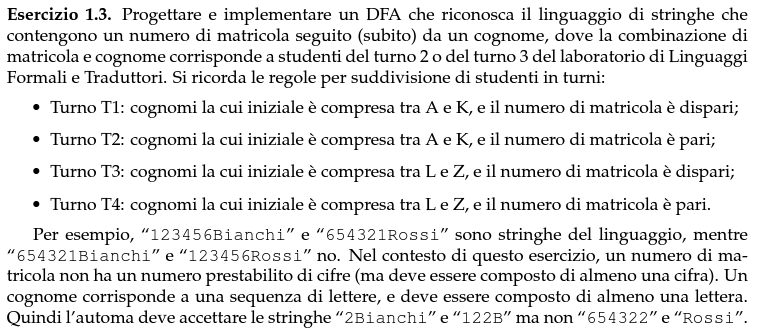 Esercizio 1.3. Progettare e implementare un DFA che riconosca il linguaggio di stringhe che
contengono un numero di matricola seguito (subito) da un cognome, dove la combinazione di
matricola e cognome corrisponde a studenti del turno 2 o del turno 3 del laboratorio di Linguaggi
Formali e Traduttori. Si ricorda le regole per suddivisione di studenti in turni:
• Turno T1: cognomi la cui iniziale è compresa tra A e K, e il numero di matricola è dispari;
• Turno T2: cognomi la cui iniziale è compresa tra A e K, e il numero di matricola è pari;
• Turno T3: cognomi la cui iniziale è compresa tra L e Z, e il numero di matricola è dispari;
• Turno T4: cognomi la cui iniziale è compresa tra L e Z, e il numero di matricola è pari.
Per esempio, “123456Bianchi” e “654321Rossi” sono stringhe del linguaggio, mentre
“654321Bianchi” e “123456Rossi” no. Nel contesto di questo esercizio, un numero di ma-
tricola non ha un numero prestabilito di cifre (ma deve essere composto di almeno una cifra). Un
cognome corrisponde a una sequenza di lettere, e deve essere composto di almeno una lettera.
Quindi l’automa deve accettare le stringhe “2Bianchi” e “122B” ma non “654322” e “Rossi”.